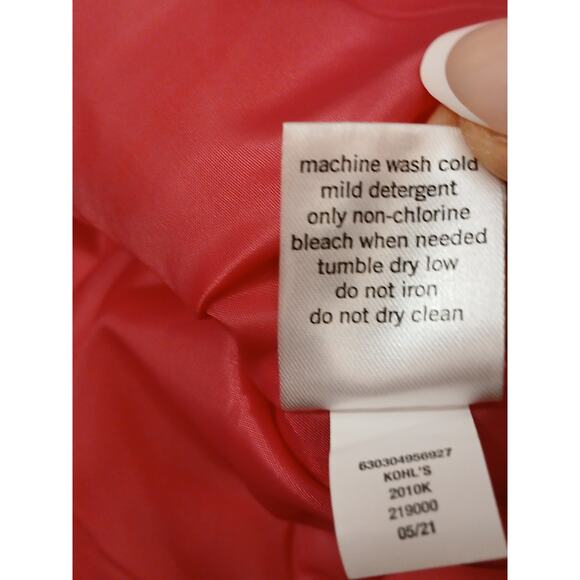 machine wash cold
mild detergent
only non-chlorine
bleach when needed
tumble dry low
do not iron
do not dry clean
630304956927
KOHL'S
2010K
219000
05/21